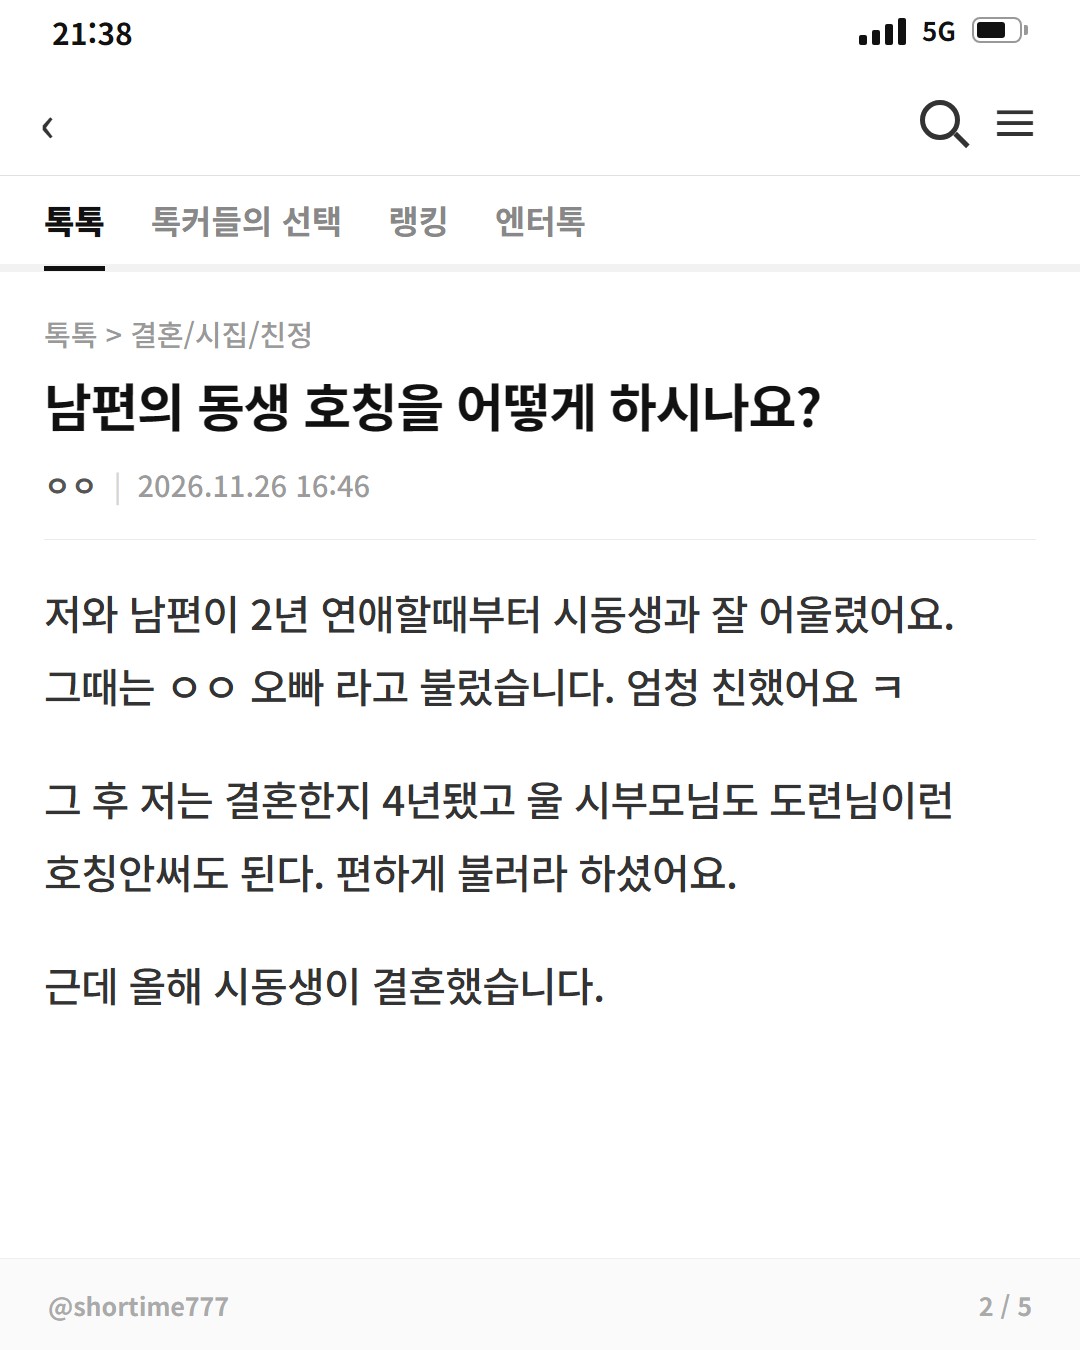 21:38
5G
톡톡 톡커들의 선택 랭킹 엔터톡
톡톡 > 결혼/시집/친정
남편의 동생 호칭을 어떻게 하시나요?
ㅇㅇ | 2026.11.26 16:46
저와 남편이 2년 연애할때부터 시동생과 잘 어울렸어요.
그때는 ㅇㅇ 오빠 라고 불렀습니다. 엄청 친했어요 ㅋ
그 후 저는 결혼한지 4년됐고 울 시부모님도 도련님이런
호칭안써도 된다. 편하게 불러라 하셨어요.
근데 올해 시동생이 결혼했습니다.
@shortime777
2 / 5